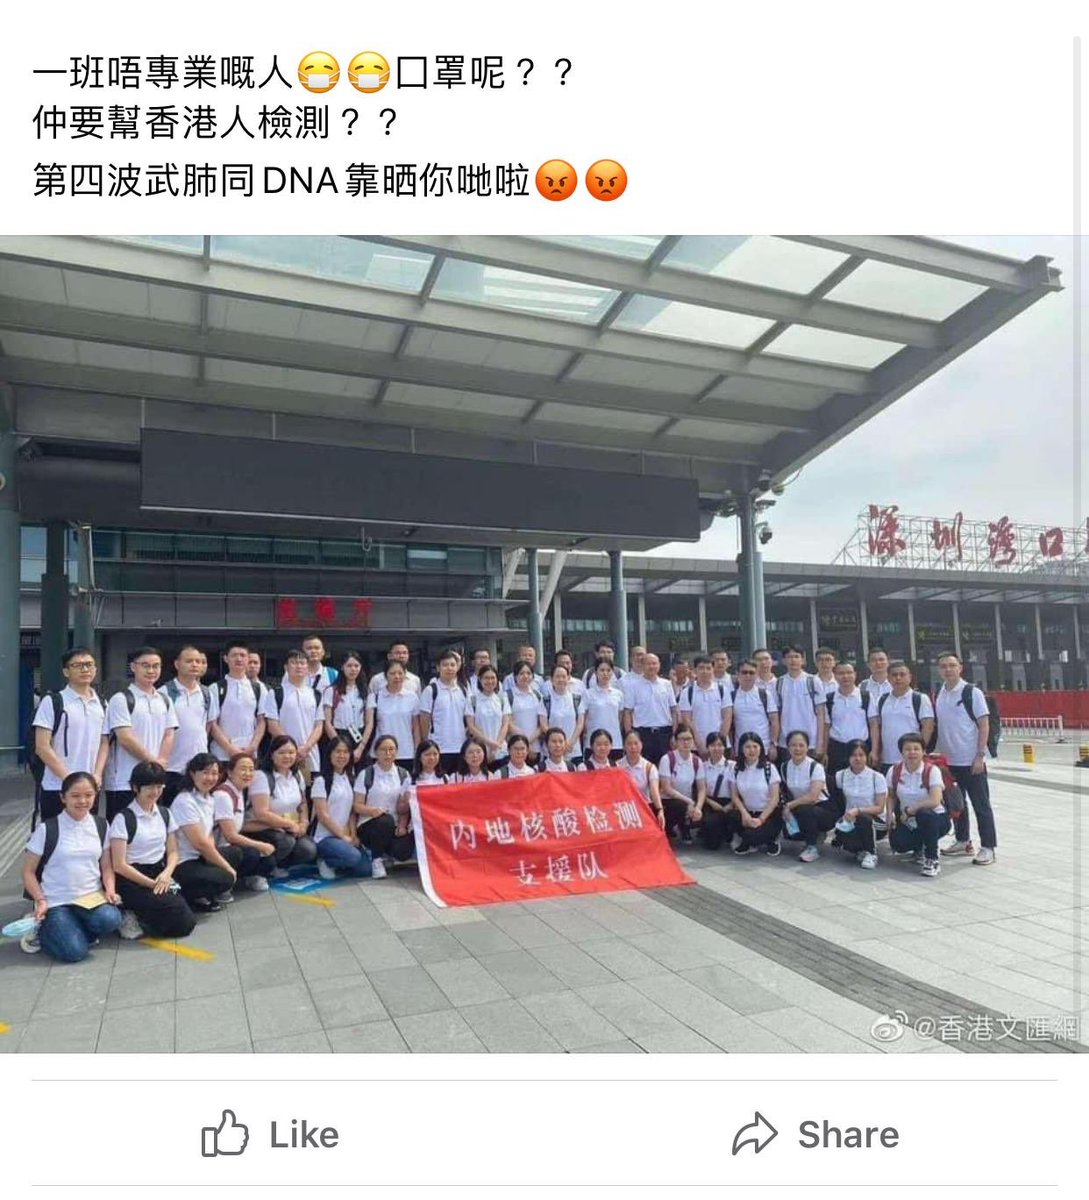 一班唔專業嘅人😷😷口罩呢？？
仲要幫香港人檢測？？
第四波武肺同DNA靠晒你哋啦😡😡
深圳湾口
内地核酸检测
支援队
@香港文匯網
Like
Share